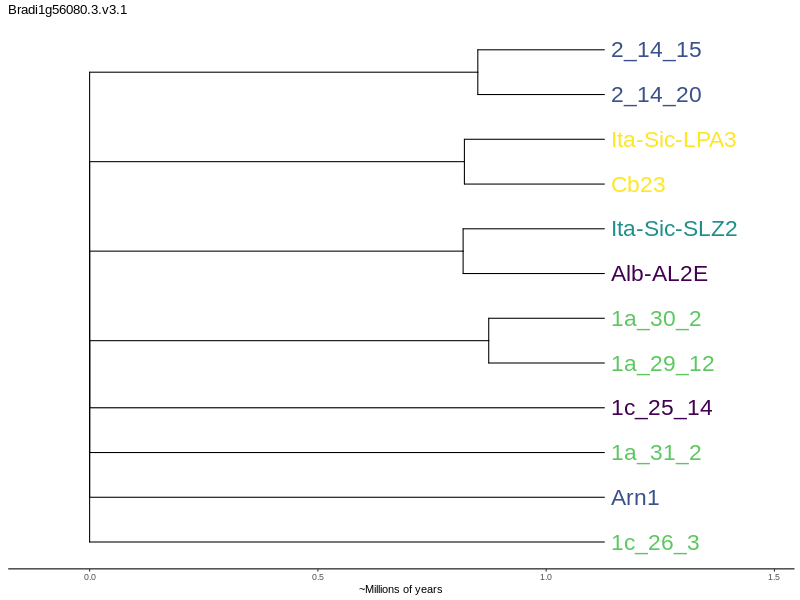 Bradi1g56080.3.v3.1
2_14_15
2_14_20
Ita-Sic-LPA3
Cb23
Ita-Sic-SLZ2
Alb-AL2E
1a_30_2
1a_29_12
1c_25_14
1a_31_2
Arn1
1c_26_3
0.0 0.5 1.0 1.5
~Millions of years